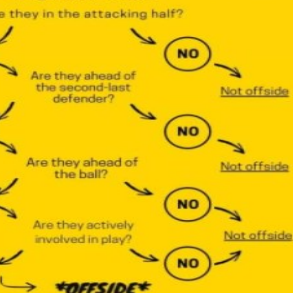 e they in the attacking half?
NO
Are they ahead of
the second-last
defender?
Not offside
NO
Are they ahead of
the ball?
Not offside
NO
Are they actively
involved in play?
Not offside
NO
*OFFSIDE*